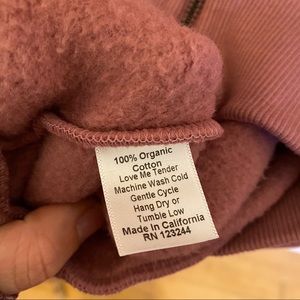 100% Organic
Cotton
Love Me Tender
Machine Wash Cold
Gentle Cycle
Hang Dry or
Tumble Low
Made In California
RN 123244